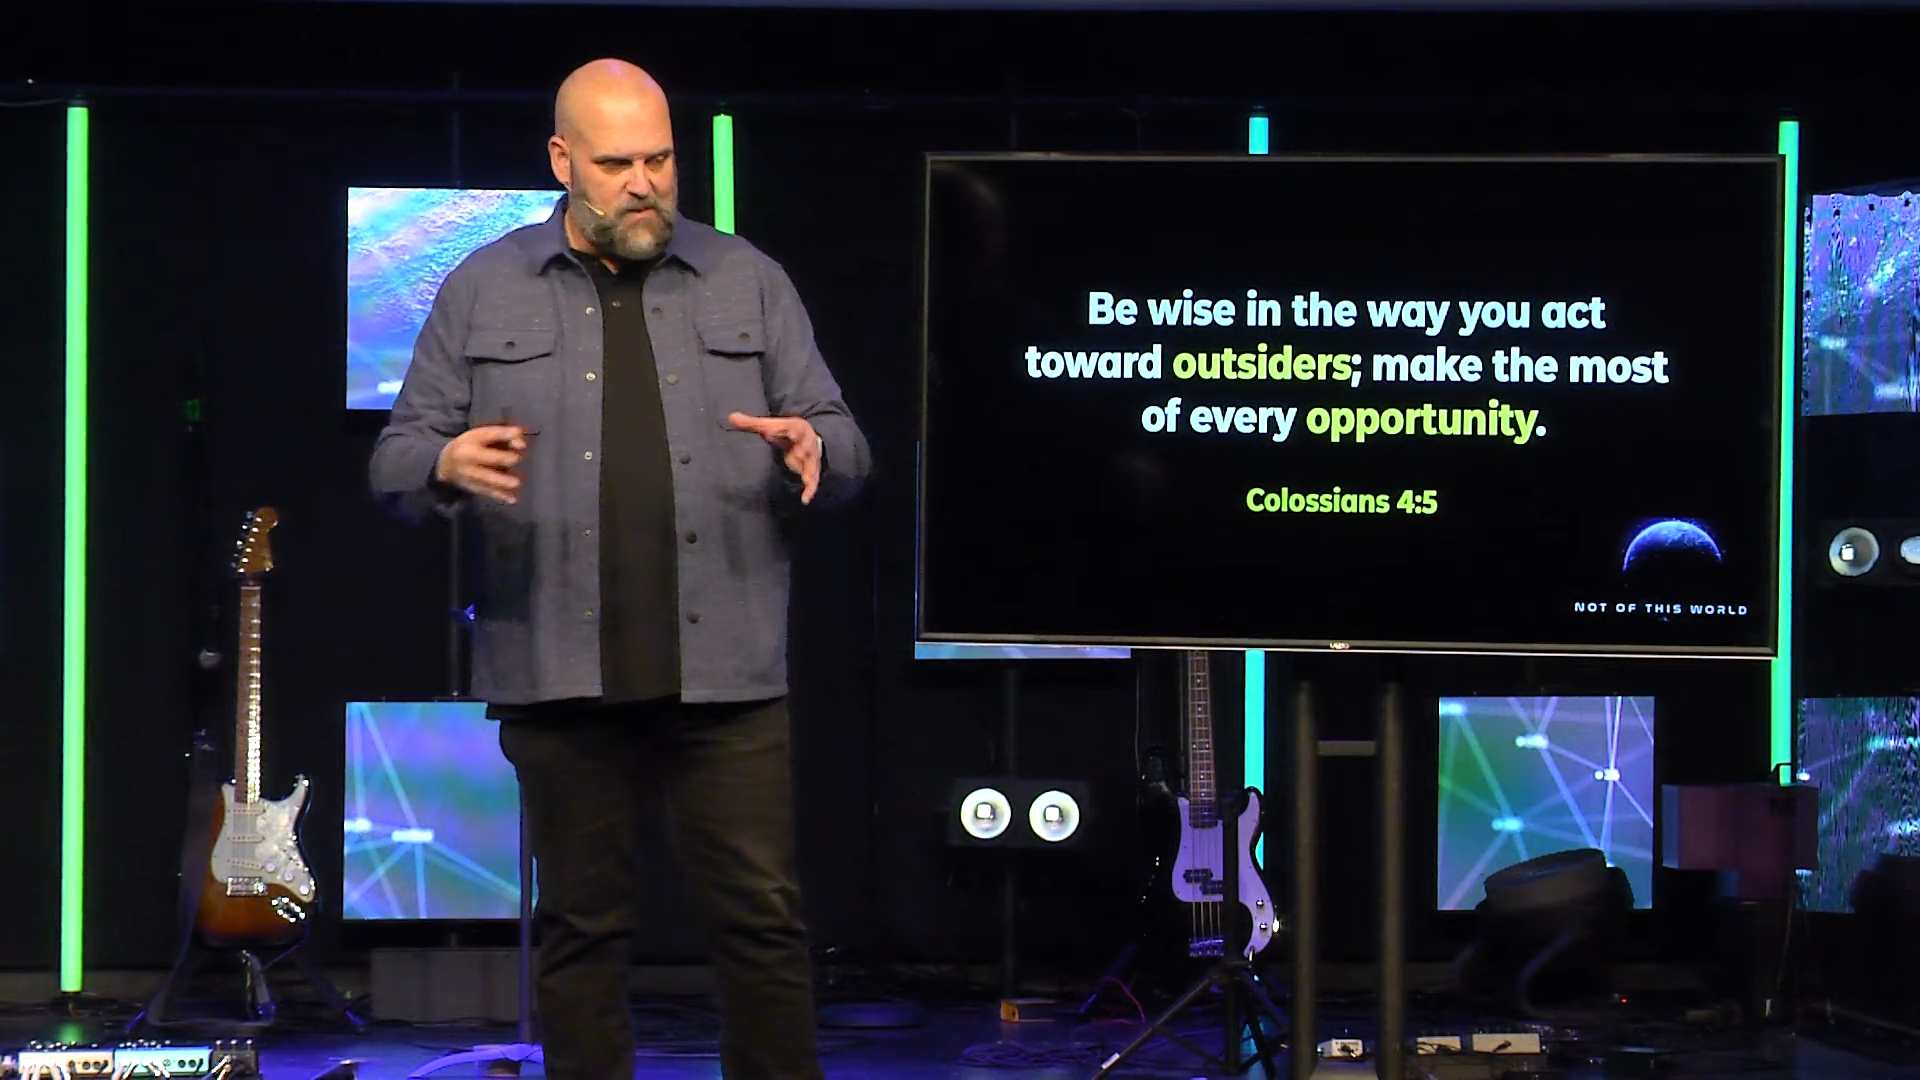 Be wise in the way you act
toward outsiders; make the most
of every opportunity.
Colossians 4:5
NOT OF THIS WORLD